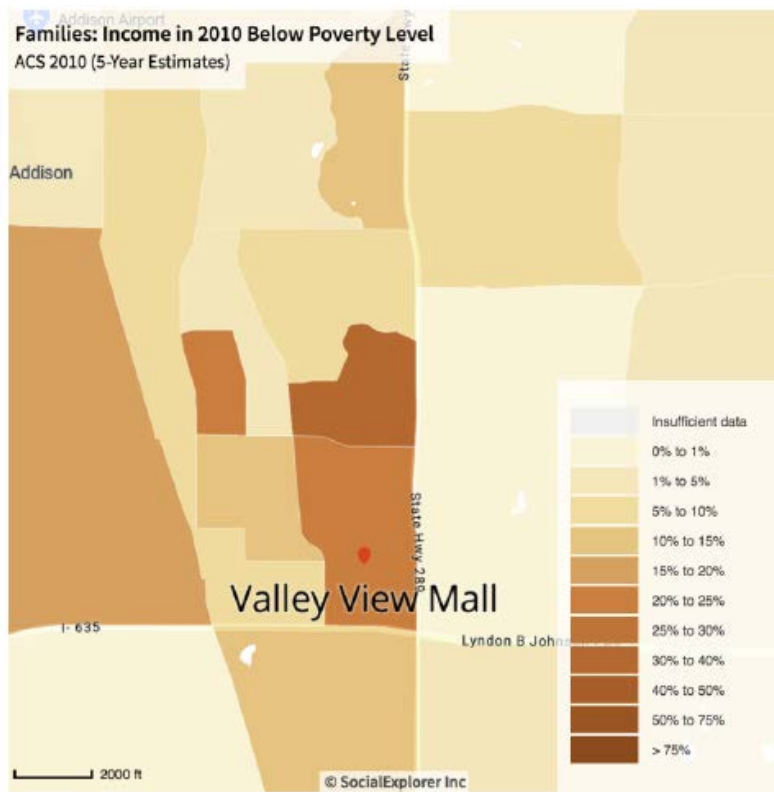 Addison Airport
Families: Income in 2010 Below Poverty Level
ACS 2010 (5-Year Estimates)
State Hwy
Addison
State Hwy 289
Valley View Mall
I- 635
Lyndon B Johns
Insufficient data
0% to 1%
1% to 5%
5% to 10%
10% to 15%
15% to 20%
20% to 25%
25% to 30%
30% to 40%
40% to 50%
50% to 75%
> 75%
2000 ft
© SocialExplorer Inc